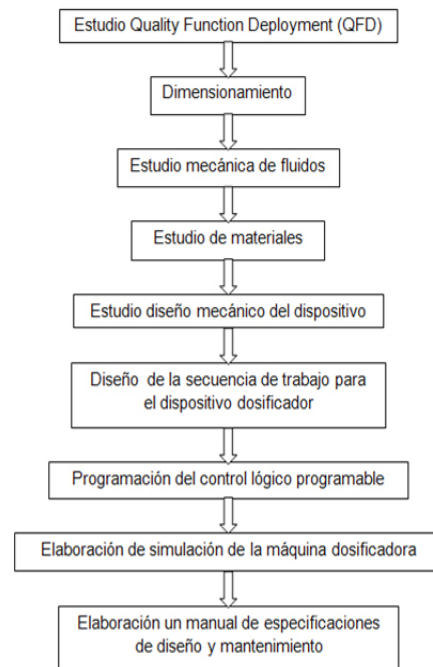 Estudio Quality Function Deployment (QFD)
Dimensionamiento
Estudio mecánica de fluidos
Estudio de materiales
Estudio diseño mecánico del dispositivo
Diseño de la secuencia de trabajo para
el dispositivo dosificador
Programación del control lógico programable
Elaboración de simulación de la máquina dosificadora
Elaboración un manual de especificaciones
de diseño y mantenimiento